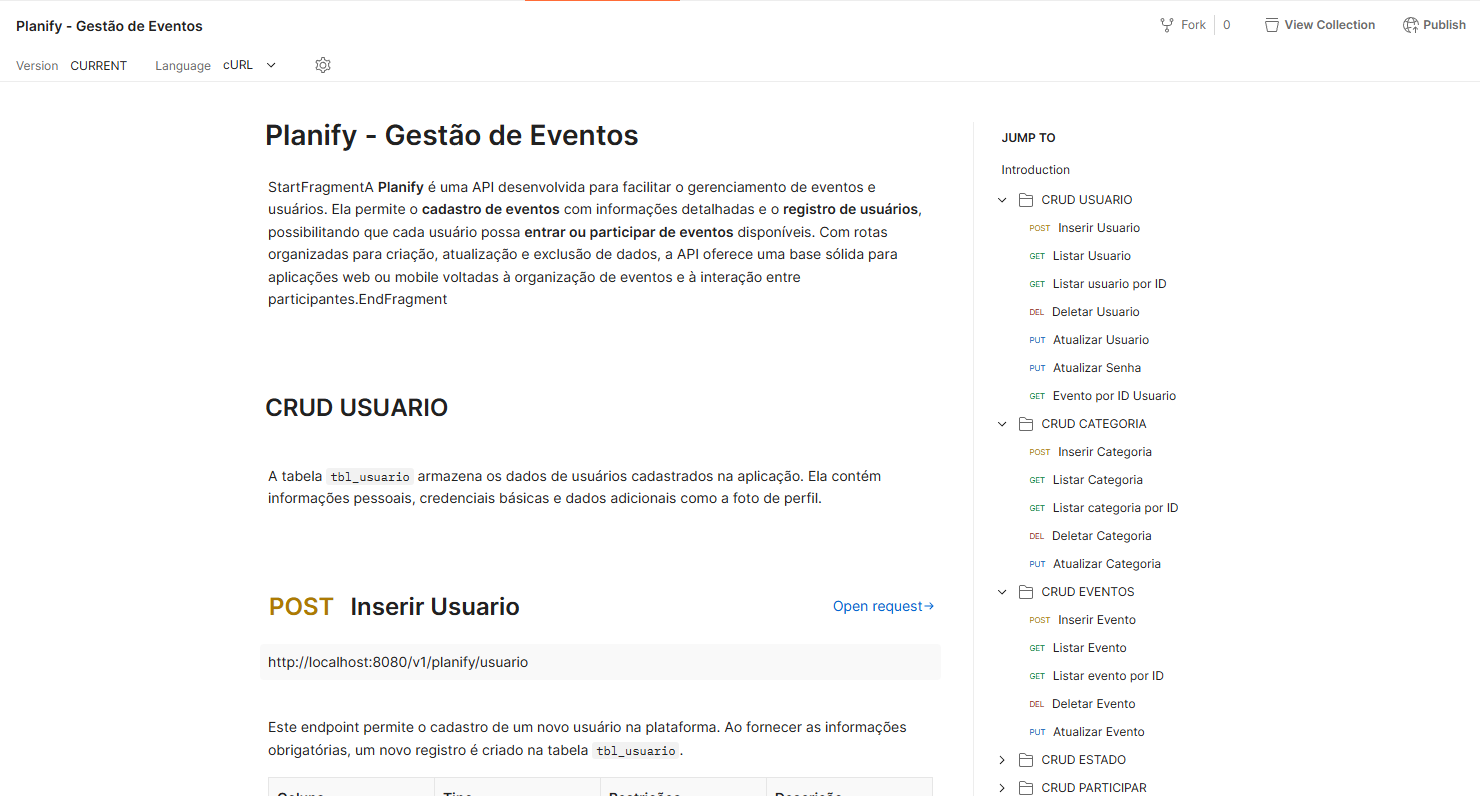 Planify - Gestão de Eventos
Fork 0 View Collection Publish
Version CURRENT Language cURL
Planify - Gestão de Eventos
StartFragmentA Planify é uma API desenvolvida para facilitar o gerenciamento de eventos e
usuários. Ela permite o cadastro de eventos com informações detalhadas e o registro de usuários,
possibilitando que cada usuário possa entrar ou participar de eventos disponíveis. Com rotas
organizadas para criação, atualização e exclusão de dados, a API oferece uma base sólida para
aplicações web ou mobile voltadas à organização de eventos e à interação entre
participantes.EndFragment
CRUD USUARIO
A tabela tbl_usuario armazena os dados de usuários cadastrados na aplicação. Ela contém
informações pessoais, credenciais básicas e dados adicionais como a foto de perfil.
POST Inserir Usuario
Open request→
http://localhost:8080/v1/planify/usuario
Este endpoint permite o cadastro de um novo usuário na plataforma. Ao fornecer as informações
obrigatórias, um novo registro é criado na tabela tbl_usuario.
Coluna Tipo Restrições Descrição
JUMP TO
Introduction
CRUD USUARIO
POST Inserir Usuario
GET Listar Usuario
GET Listar usuario por ID
DEL Deletar Usuario
PUT Atualizar Usuario
PUT Atualizar Senha
GET Evento por ID Usuario
CRUD CATEGORIA
POST Inserir Categoria
GET Listar Categoria
GET Listar categoria por ID
DEL Deletar Categoria
PUT Atualizar Categoria
CRUD EVENTOS
POST Inserir Evento
GET Listar Evento
GET Listar evento por ID
DEL Deletar Evento
PUT Atualizar Evento
CRUD ESTADO
CRUD PARTICIPAR